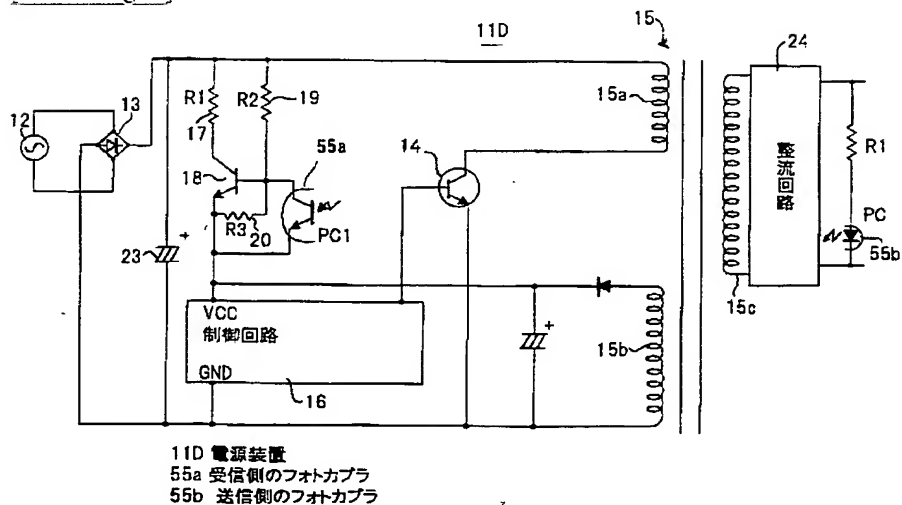 11D
15
24
12
13
R1
R2
19
15a
17
55a
14
整流回路
R1
18
R3
20
PC1
PC
23
+
55b
VCC
制御回路
+
15b
15c
GND
16
11D 電源装置
55a 受信側のフォトカプラ
55b 送信側のフォトカプラ